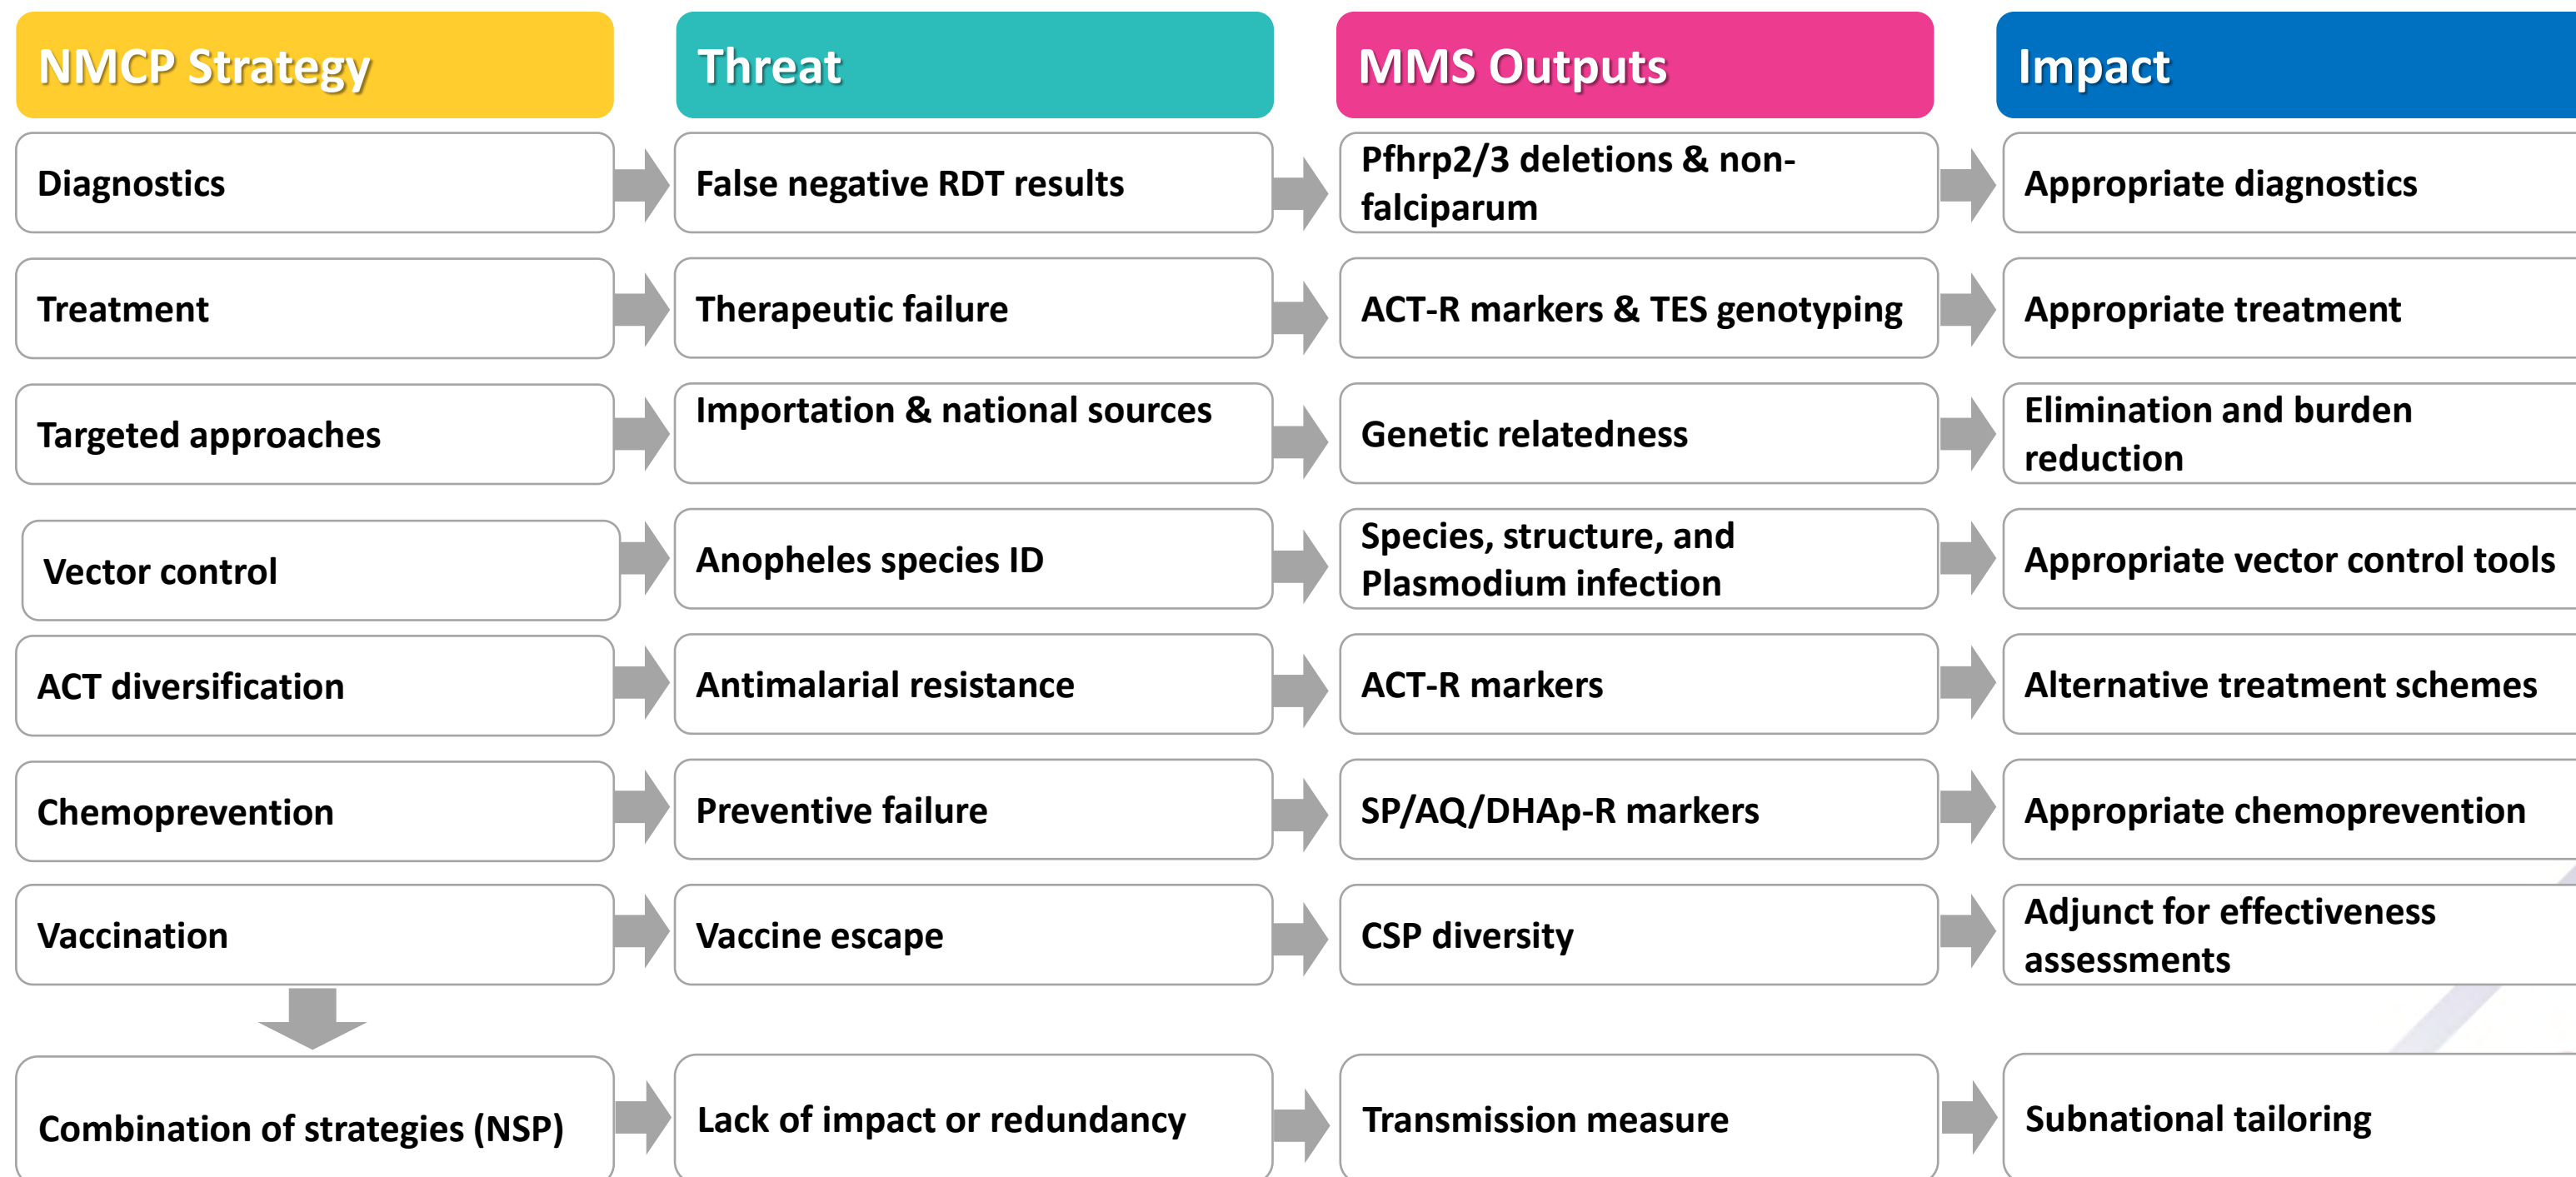 NMCP Strategy
Threat
MMS Outputs
Impact
Diagnostics
False negative RDT results
Pfhrp2/3 deletions & non-
falciparum
Appropriate diagnostics
Treatment
Therapeutic failure
ACT-R markers & TES genotyping
Appropriate treatment
Targeted approaches
Importation & national sources
Genetic relatedness
Elimination and burden
reduction
Vector control
Anopheles species ID
Species, structure, and
Plasmodium infection
Appropriate vector control tools
ACT diversification
Antimalarial resistance
ACT-R markers
Alternative treatment schemes
Chemoprevention
Preventive failure
SP/AQ/DHAp-R markers
Appropriate chemoprevention
Vaccination
Vaccine escape
CSP diversity
Adjunct for effectiveness
assessments
Combination of strategies (NSP)
Lack of impact or redundancy
Transmission measure
Subnational tailoring